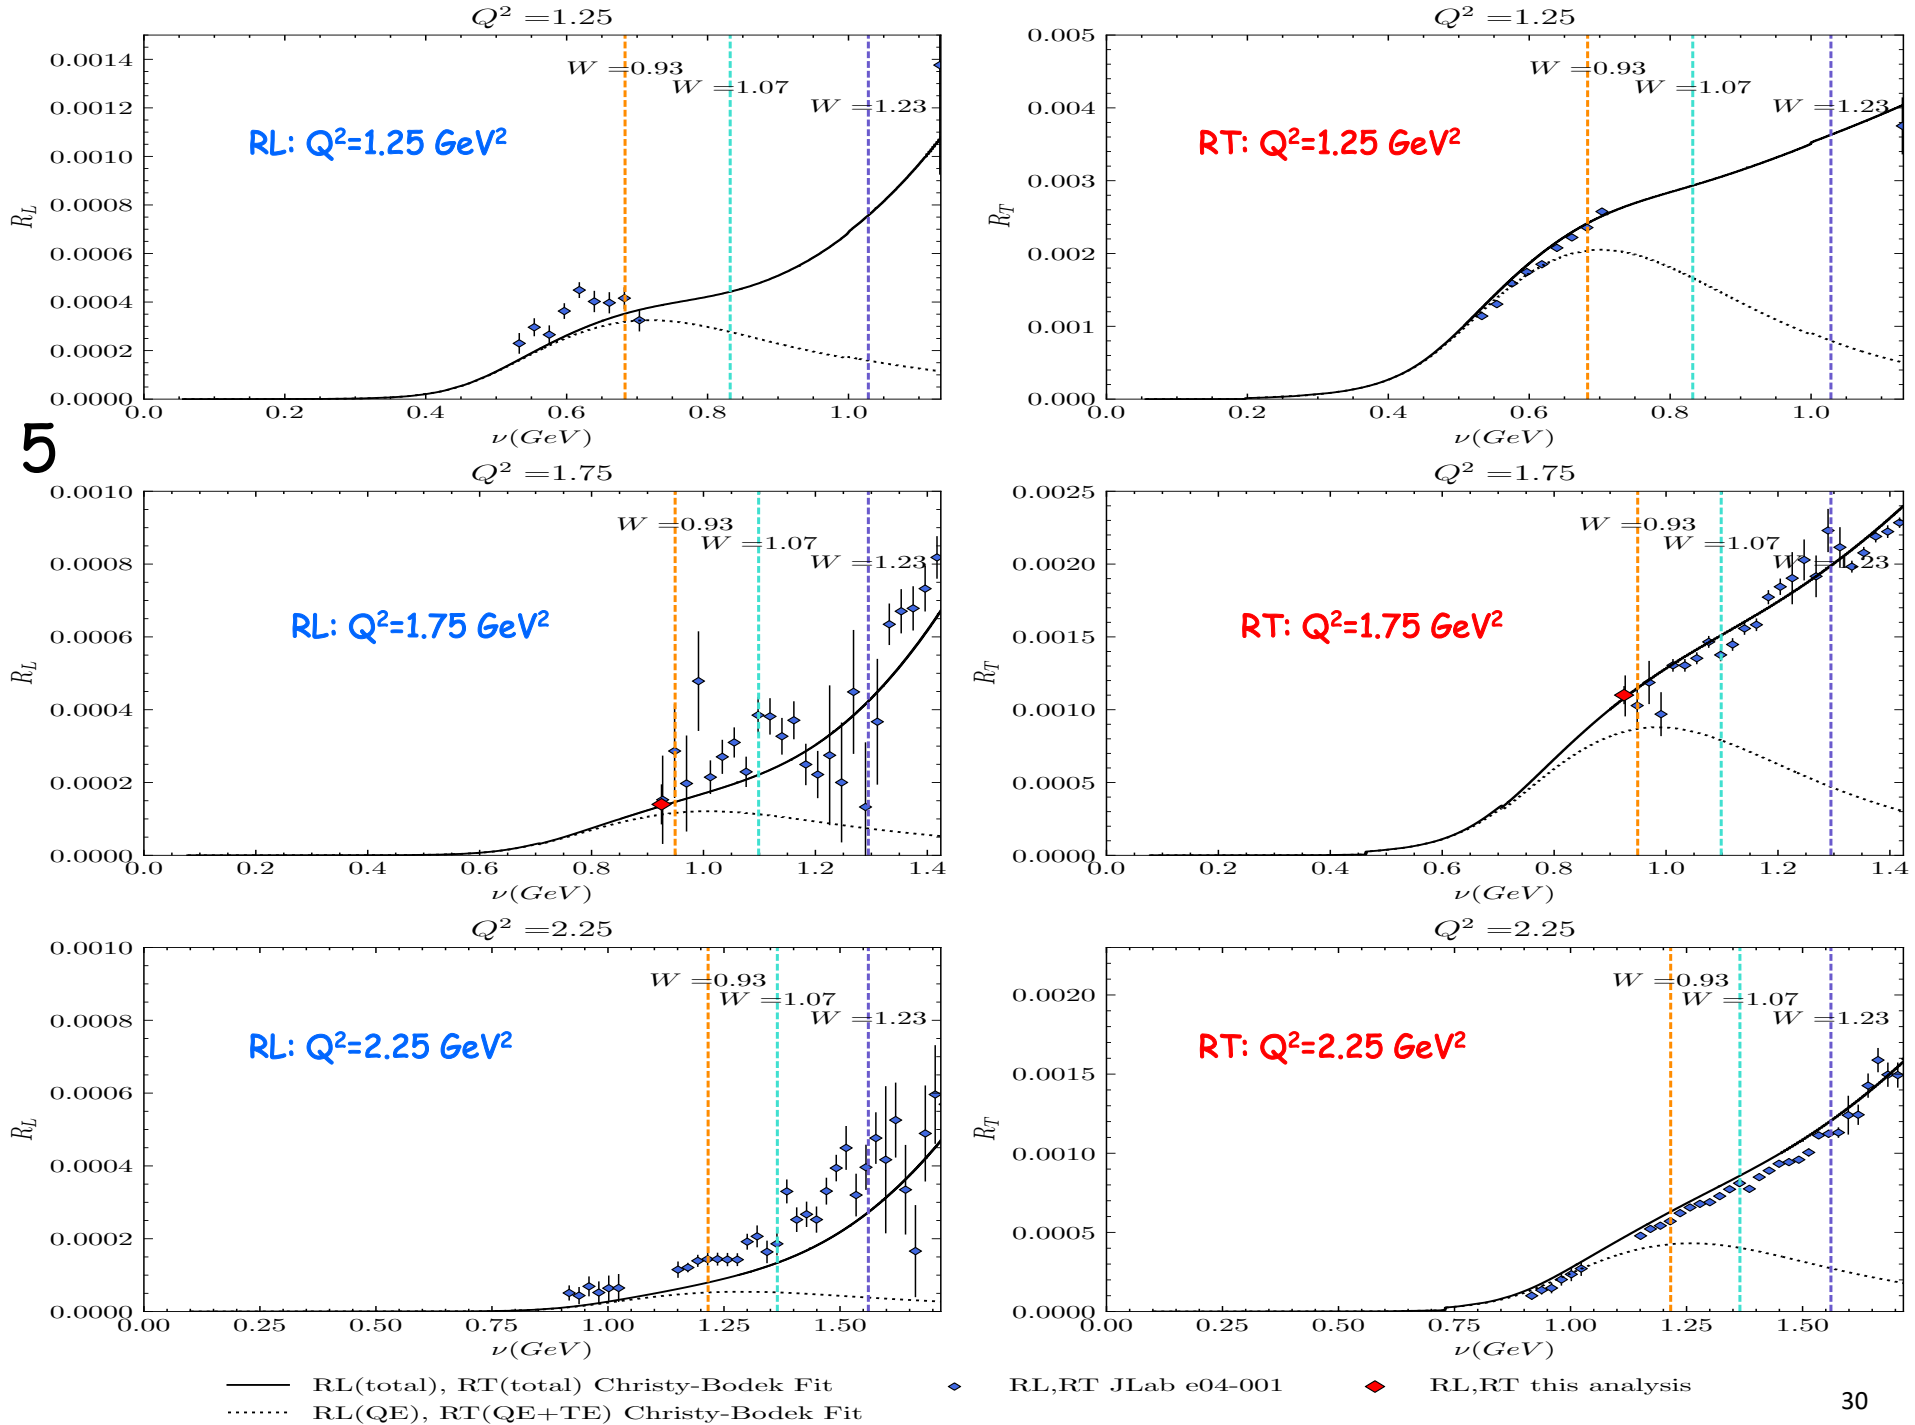 Q² =1.25
0.0014
0.0012
0.0010
0.0008
0.0006
0.0004
0.0002
0.0000
R_L
W =0.93
W =1.07
W =1.23
RL: Q²=1.25 GeV²
0.0 0.2 0.4 0.6 0.8 1.0
ν(GeV)
Q² =1.25
0.005
0.004
0.003
0.002
0.001
0.000
R_T
W =0.93
W =1.07
W =1.23
RT: Q²=1.25 GeV²
0.0 0.2 0.4 0.6 0.8 1.0
ν(GeV)
5
Q² =1.75
0.0010
0.0008
0.0006
0.0004
0.0002
0.0000
R_L
W =0.93
W =1.07
W =1.23
RL: Q²=1.75 GeV²
0.0 0.2 0.4 0.6 0.8 1.0 1.2 1.4
ν(GeV)
Q² =1.75
0.0025
0.0020
0.0015
0.0010
0.0005
0.0000
R_T
W =0.93
W =1.07
W =1.23
RT: Q²=1.75 GeV²
0.0 0.2 0.4 0.6 0.8 1.0 1.2 1.4
ν(GeV)
Q² =2.25
0.0010
0.0008
0.0006
0.0004
0.0002
0.0000
R_L
W =0.93
W =1.07
W =1.23
RL: Q²=2.25 GeV²
0.00 0.25 0.50 0.75 1.00 1.25 1.50
ν(GeV)
Q² =2.25
0.0020
0.0015
0.0010
0.0005
0.0000
R_T
W =0.93
W =1.07
W =1.23
RT: Q²=2.25 GeV²
0.00 0.25 0.50 0.75 1.00 1.25 1.50
ν(GeV)
RL(total), RT(total) Christy-Bodek Fit
RL(QE), RT(QE+TE) Christy-Bodek Fit
RL,RT JLab e04-001
RL,RT this analysis
30